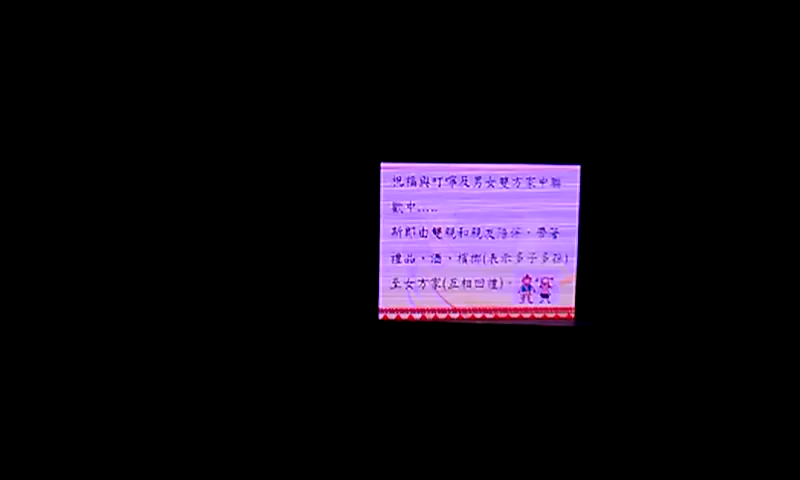 祝福與叮嚀及男女雙方家中聯
歡中.....
新郎由雙親和親友陪伴，帶著
禮品、酒、檳榔(表示多子多孫)
至女方家(互相回禮)。